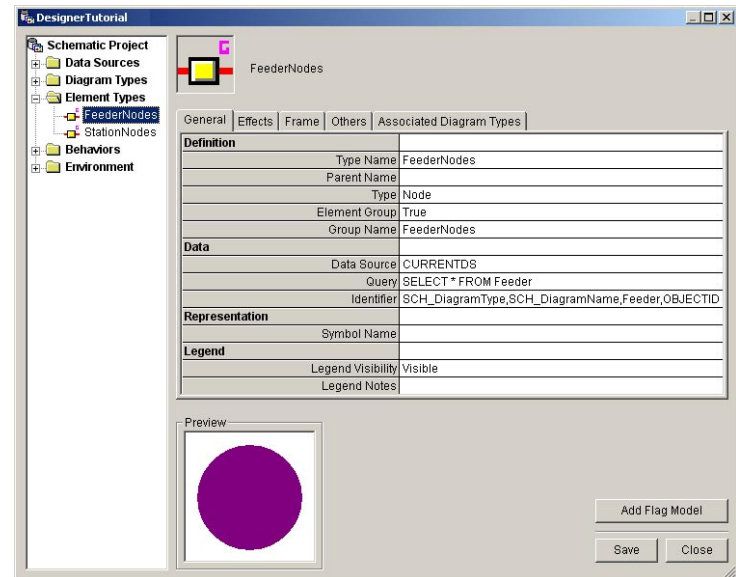 DesignerTutorial
Schematic Project
Data Sources
Diagram Types
Element Types
FeederNodes
StationNodes
Behaviors
Environment
G
FeederNodes
General Effects Frame Others Associated Diagram Types
Definition
Type Name FeederNodes
Parent Name
Type Node
Element Group True
Group Name FeederNodes
Data
Data Source CURRENTDS
Query SELECT * FROM Feeder
Identifier SCH_DiagramType,SCH_DiagramName,Feeder,OBJECTID
Representation
Symbol Name
Legend
Legend Visibility Visible
Legend Notes
Preview
Add Flag Model
Save Close